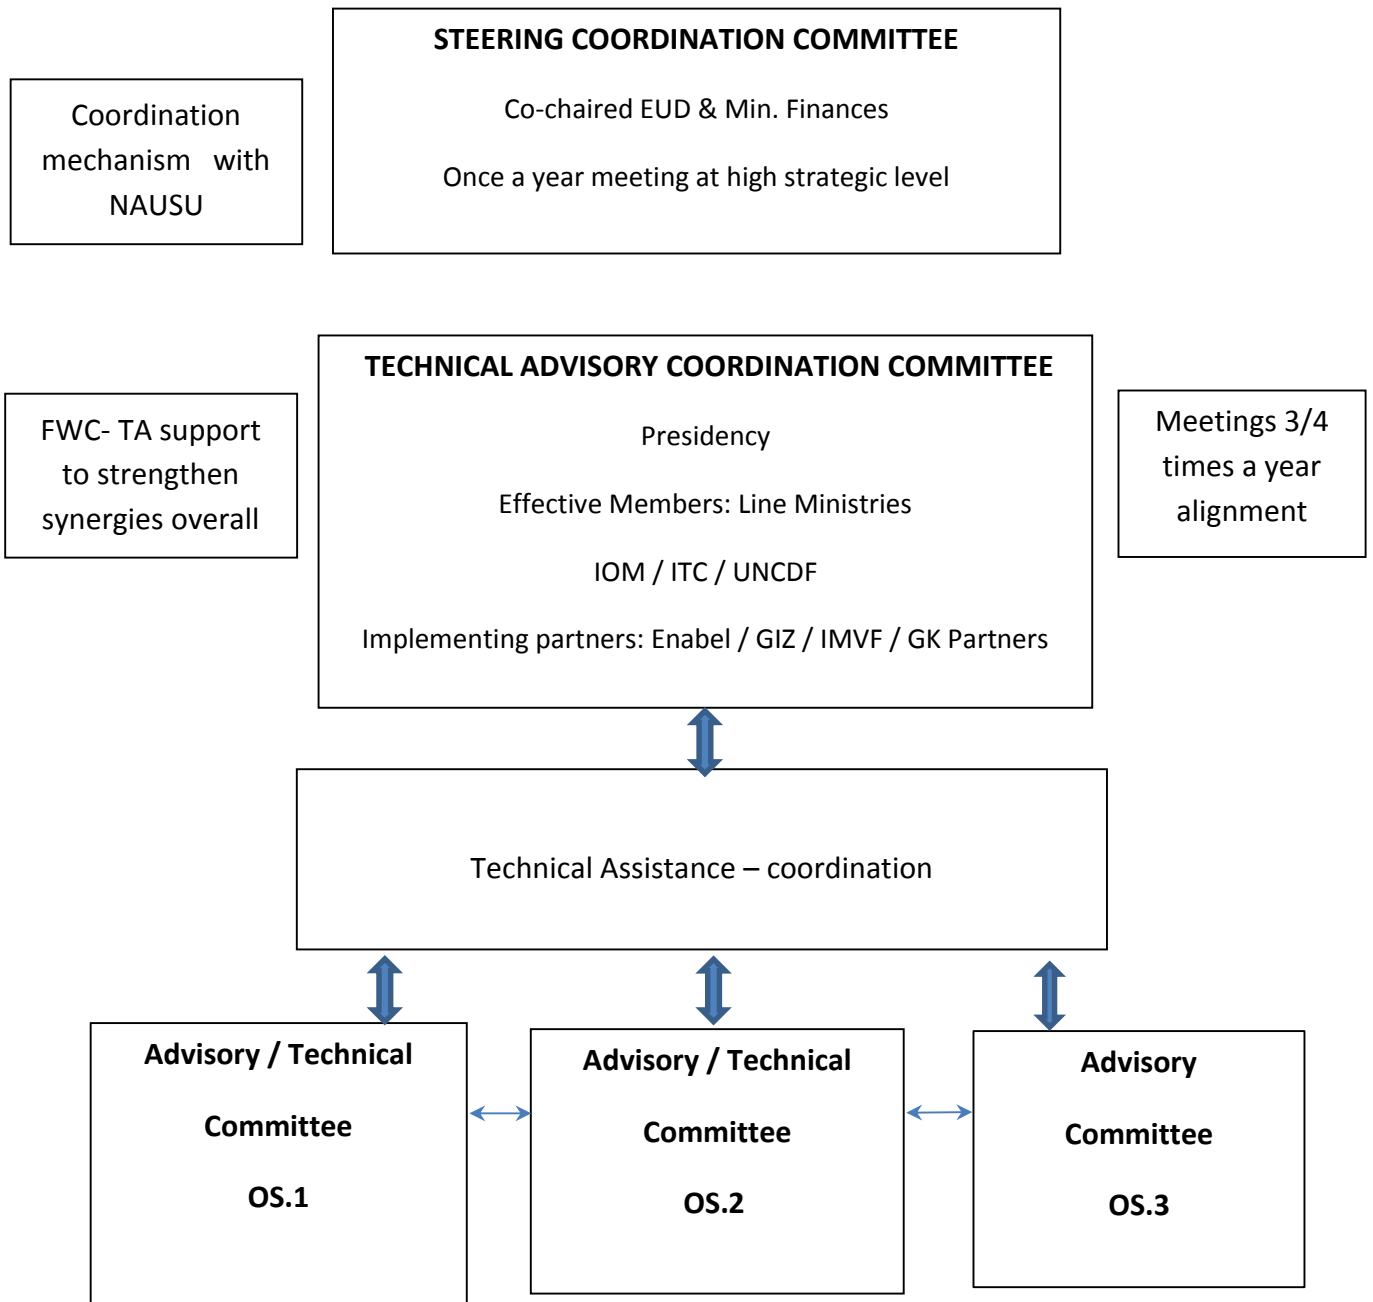 STEERING COORDINATION COMMITTEE
Co-chaired EUD & Min. Finances
Once a year meeting at high strategic level
Coordination
mechanism with
NAUSU
TECHNICAL ADVISORY COORDINATION COMMITTEE
Presidency
Effective Members: Line Ministries
IOM / ITC / UNCDF
Implementing partners: Enabel / GIZ / IMVF / GK Partners
FWC- TA support
to strengthen
synergies overall
Meetings 3/4
times a year
alignment
Technical Assistance – coordination
Advisory / Technical
Committee
OS.1
Advisory / Technical
Committee
OS.2
Advisory
Committee
OS.3